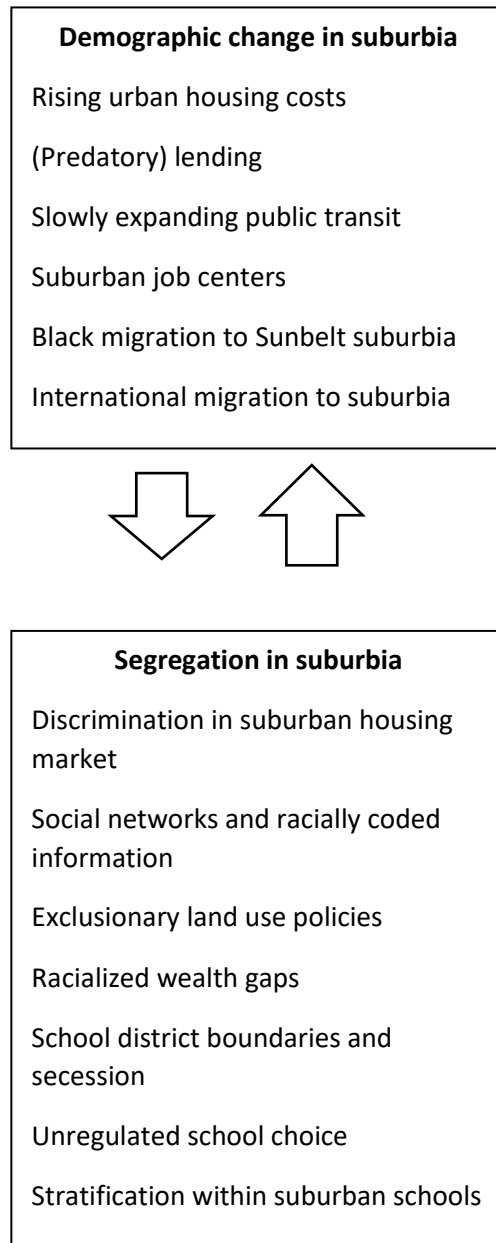 Demographic change in suburbia
Rising urban housing costs
(Predatory) lending
Slowly expanding public transit
Suburban job centers
Black migration to Sunbelt suburbia
International migration to suburbia
Segregation in suburbia
Discrimination in suburban housing
market
Social networks and racially coded
information
Exclusionary land use policies
Racialized wealth gaps
School district boundaries and
secession
Unregulated school choice
Stratification within suburban schools